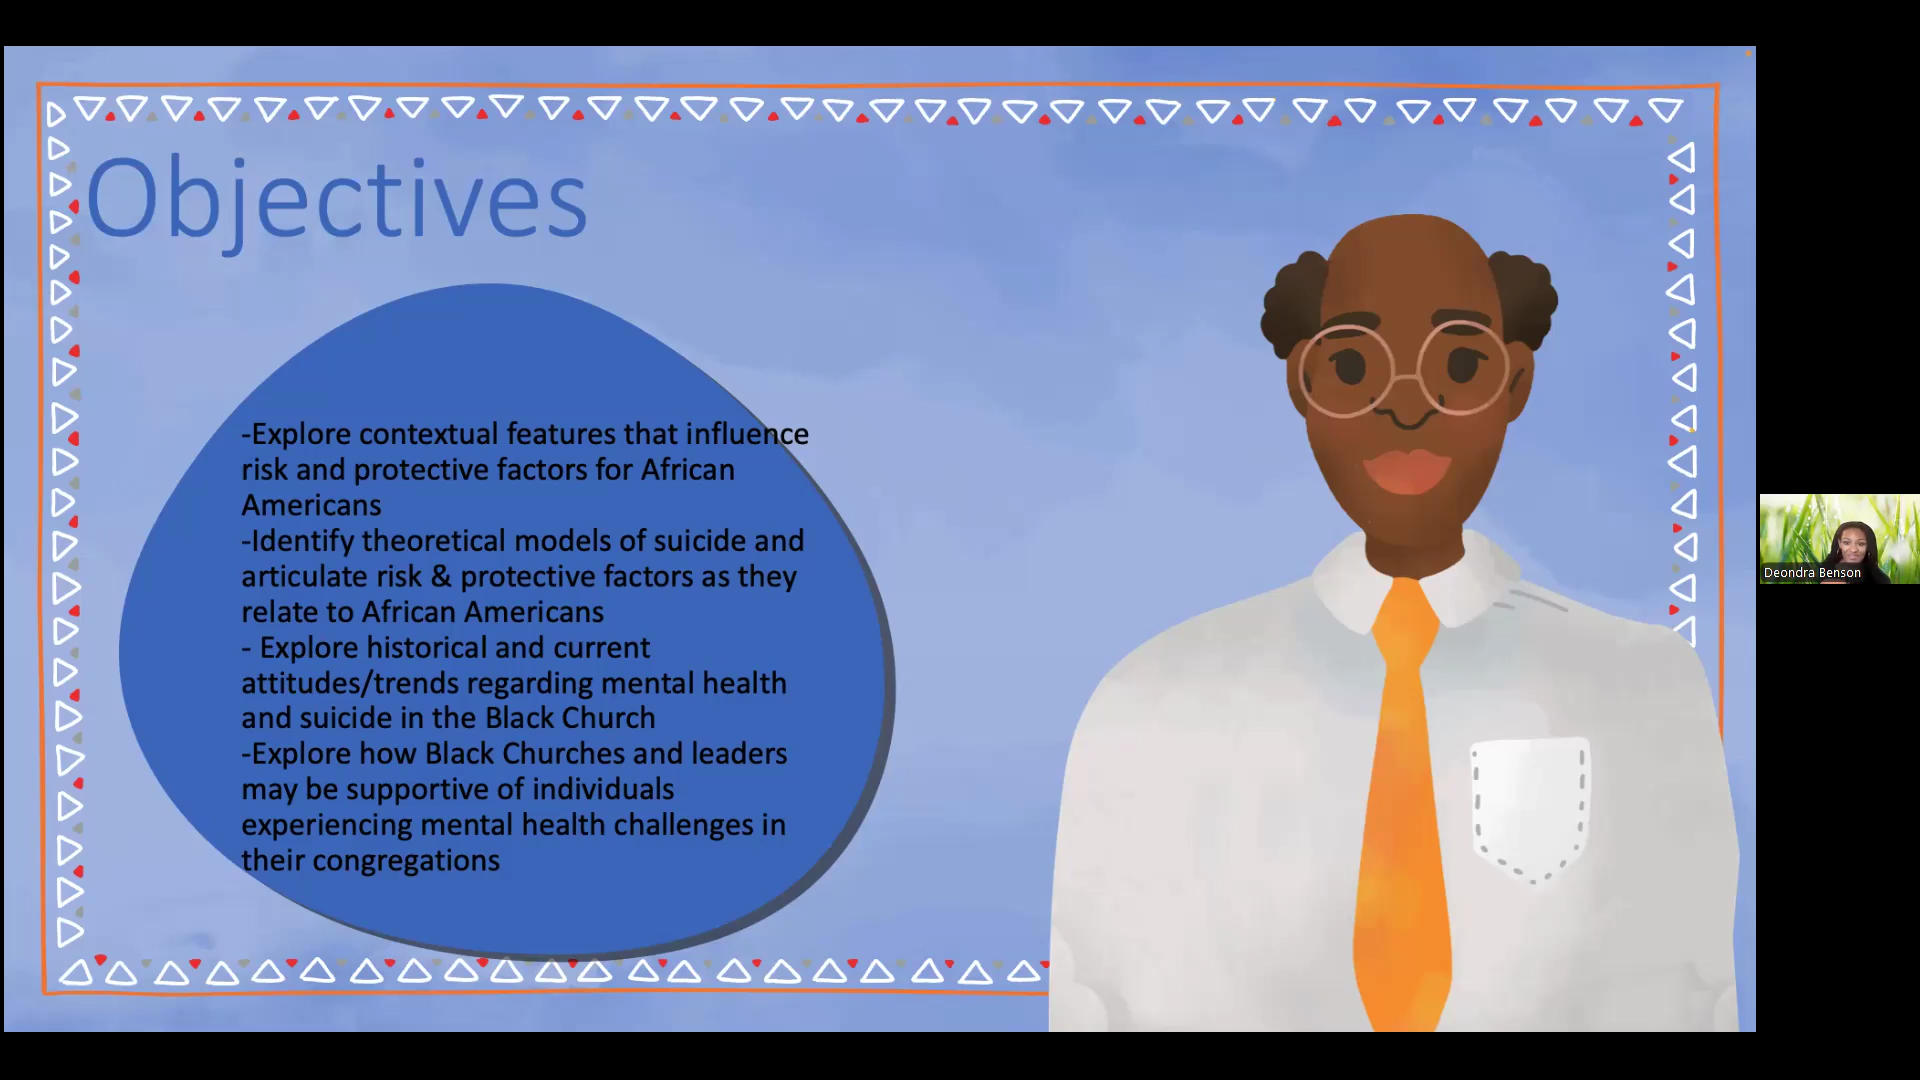 Objectives
-Explore contextual features that influence
risk and protective factors for African
Americans
-Identify theoretical models of suicide and
articulate risk & protective factors as they
relate to African Americans
- Explore historical and current
attitudes/trends regarding mental health
and suicide in the Black Church
-Explore how Black Churches and leaders
may be supportive of individuals
experiencing mental health challenges in
their congregations
Deondra Benson